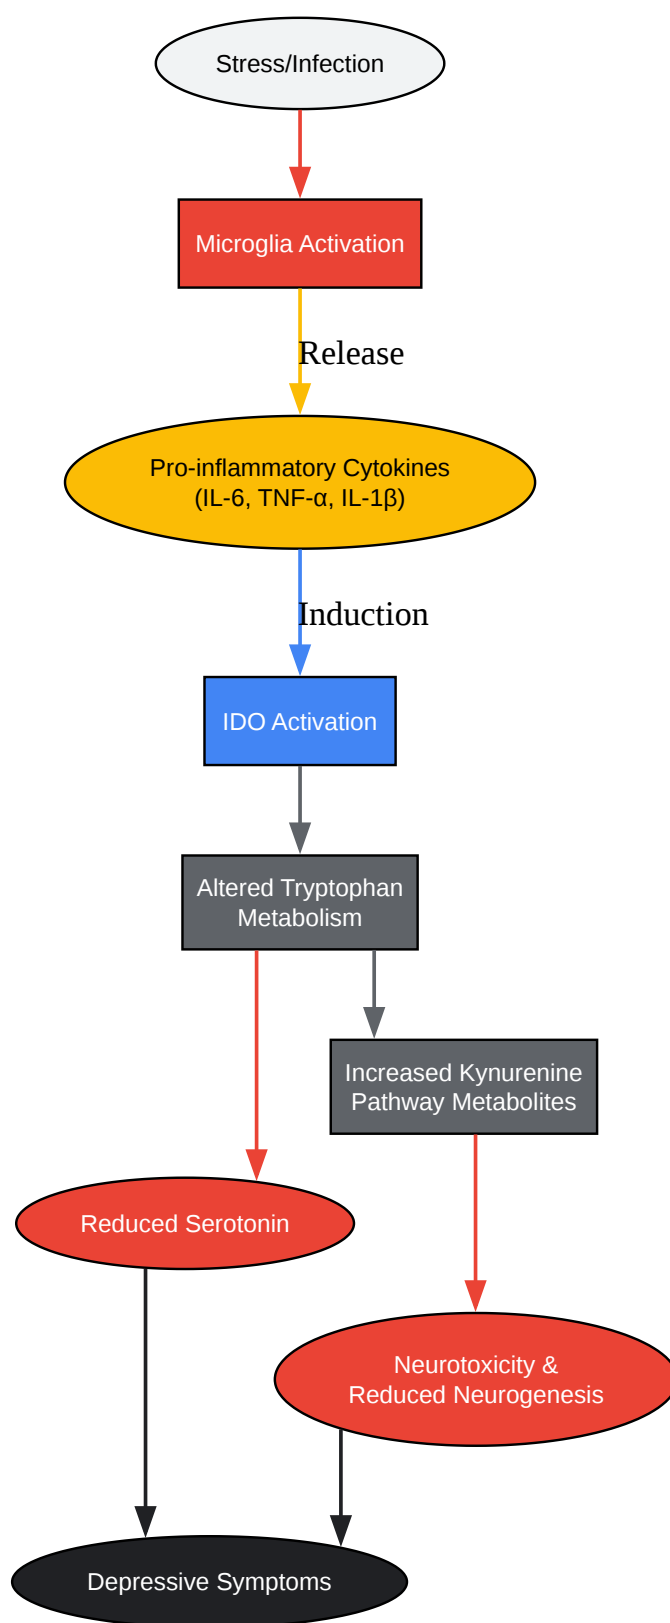 Stress/Infection
Microglia Activation
Release
Pro-inflammatory Cytokines
(IL-6, TNF-α, IL-1β)
Induction
IDO Activation
Altered Tryptophan
Metabolism
Increased Kynurenine
Pathway Metabolites
Reduced Serotonin
Neurotoxicity &
Reduced Neurogenesis
Depressive Symptoms